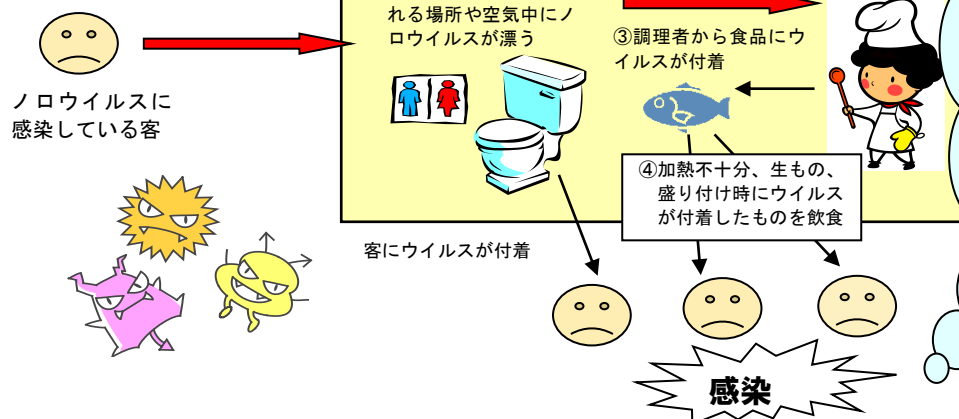 れる場所や空気中にノ
ロウイルスが漂う
③調理者から食品にウ
イルスが付着
ノロウイルスに
感染している客
④加熱不十分、生もの、
盛り付け時にウイルス
が付着したものを飲食
客にウイルスが付着
感染